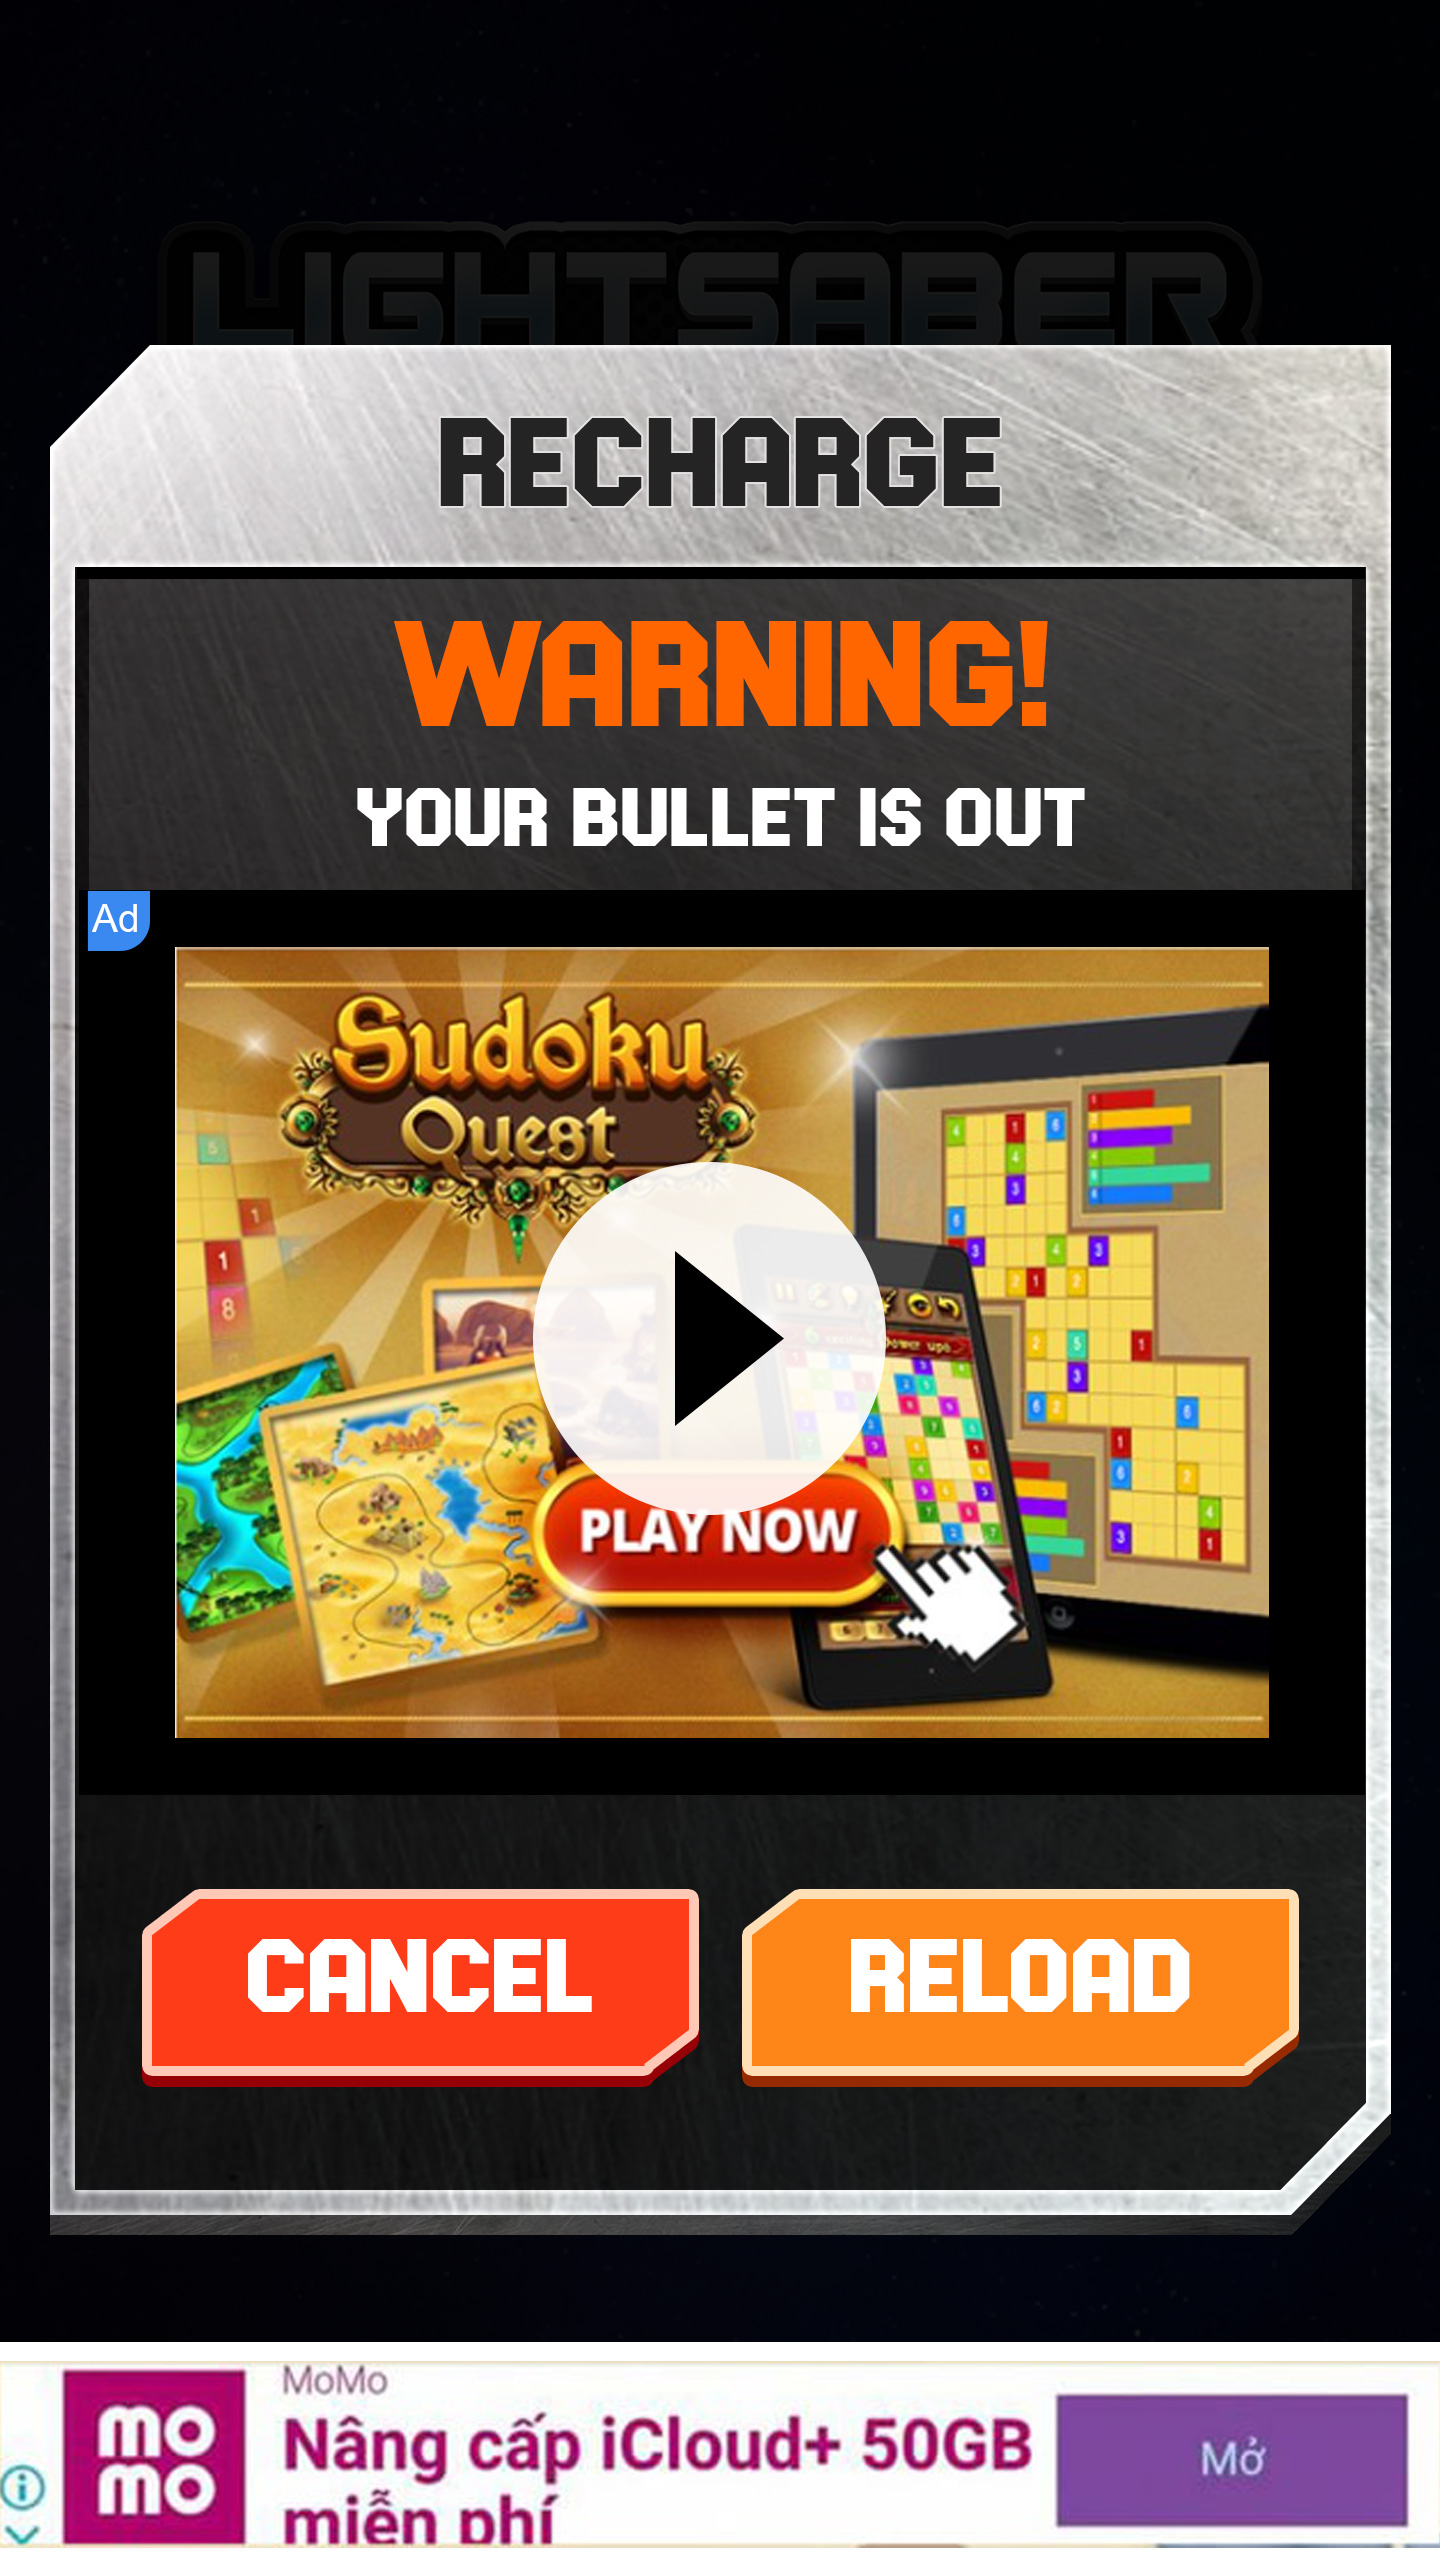 LIGHTSABER
RECHARGE
WARNING!
YOUR BULLET IS OUT
Ad
Sudoku
Quest
PLAY NOW
CANCEL
RELOAD
MoMo
mo
mo
Nâng cấp iCloud+ 50GB
miễn phí
Mở